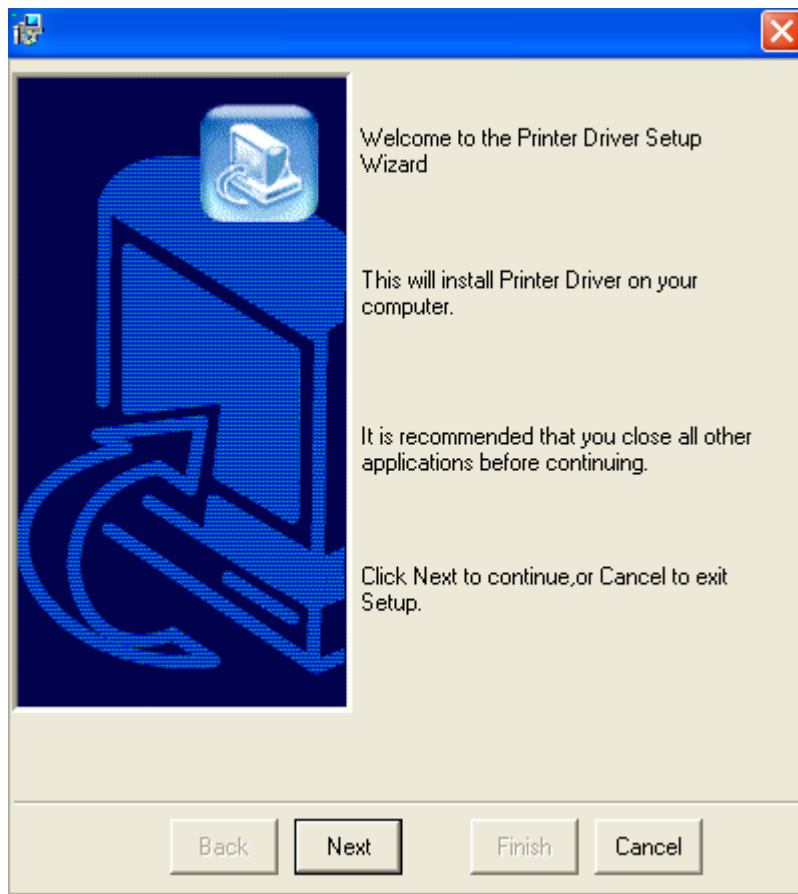 Welcome to the Printer Driver Setup
Wizard
This will install Printer Driver on your
computer.
It is recommended that you close all other
applications before continuing.
Click Next to continue,or Cancel to exit
Setup.
Back
Next
Finish
Cancel